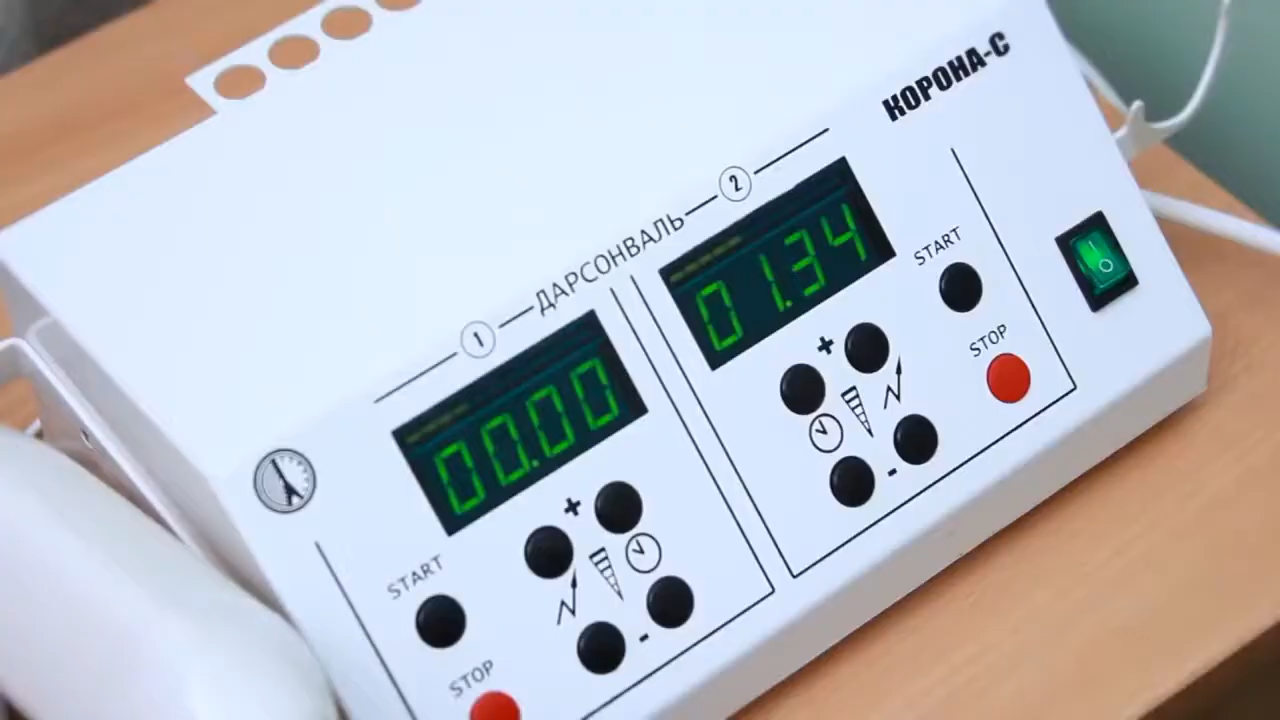 КОРОНА-С
1 ДАРСОНВАЛЬ 2
00.00
START
+
-
STOP
01.34
START
+
-
STOP